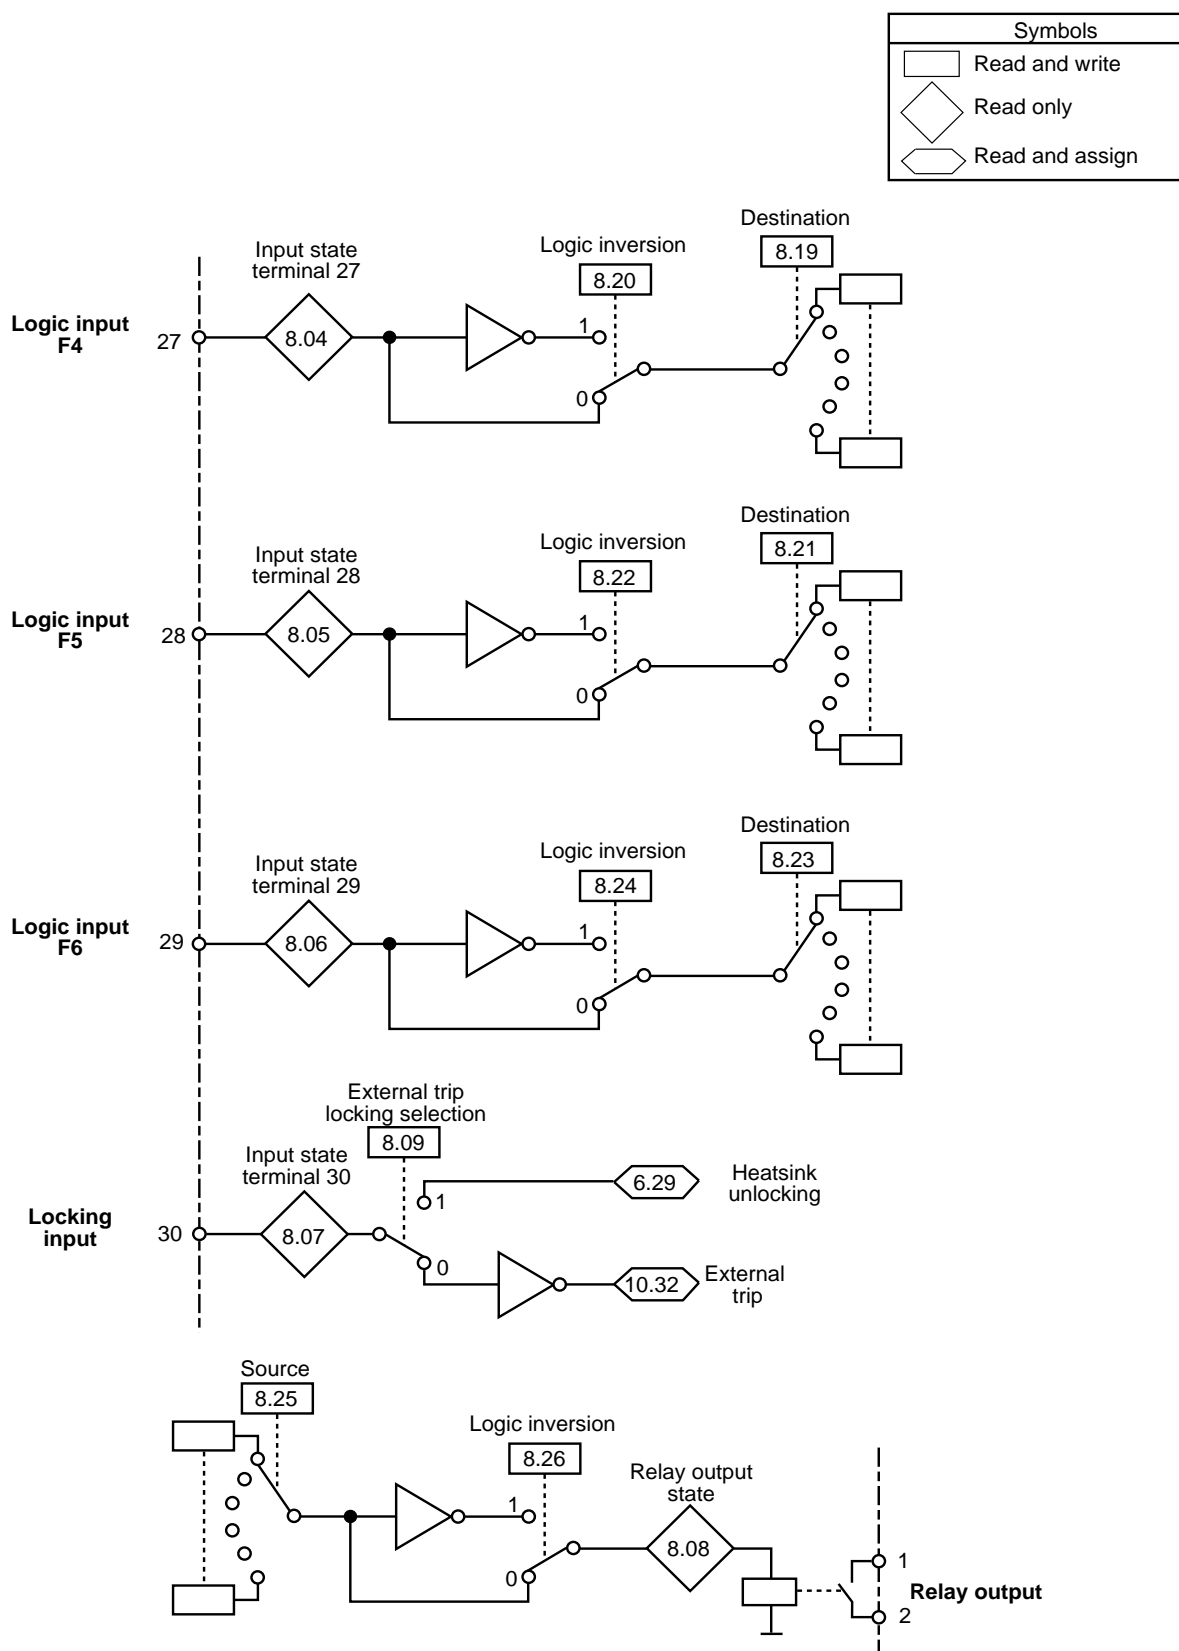 Symbols
Read and write
Read only
Read and assign
Destination
8.19
Logic inversion
8.20
Input state
terminal 27
Logic input
F4
27
8.04
1
0
Destination
8.21
Logic inversion
8.22
Input state
terminal 28
Logic input
F5
28
8.05
1
0
Destination
8.23
Logic inversion
8.24
Input state
terminal 29
Logic input
F6
29
8.06
1
0
External trip
locking selection
8.09
Input state
terminal 30
Locking
input
30
8.07
1
0
6.29
Heatsink
unlocking
10.32
External
trip
Source
8.25
Logic inversion
8.26
1
0
Relay output
state
8.08
1
Relay output
2